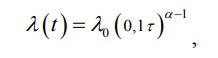 λ(t) = λ₀ (0,1τ)^{α−1} ,